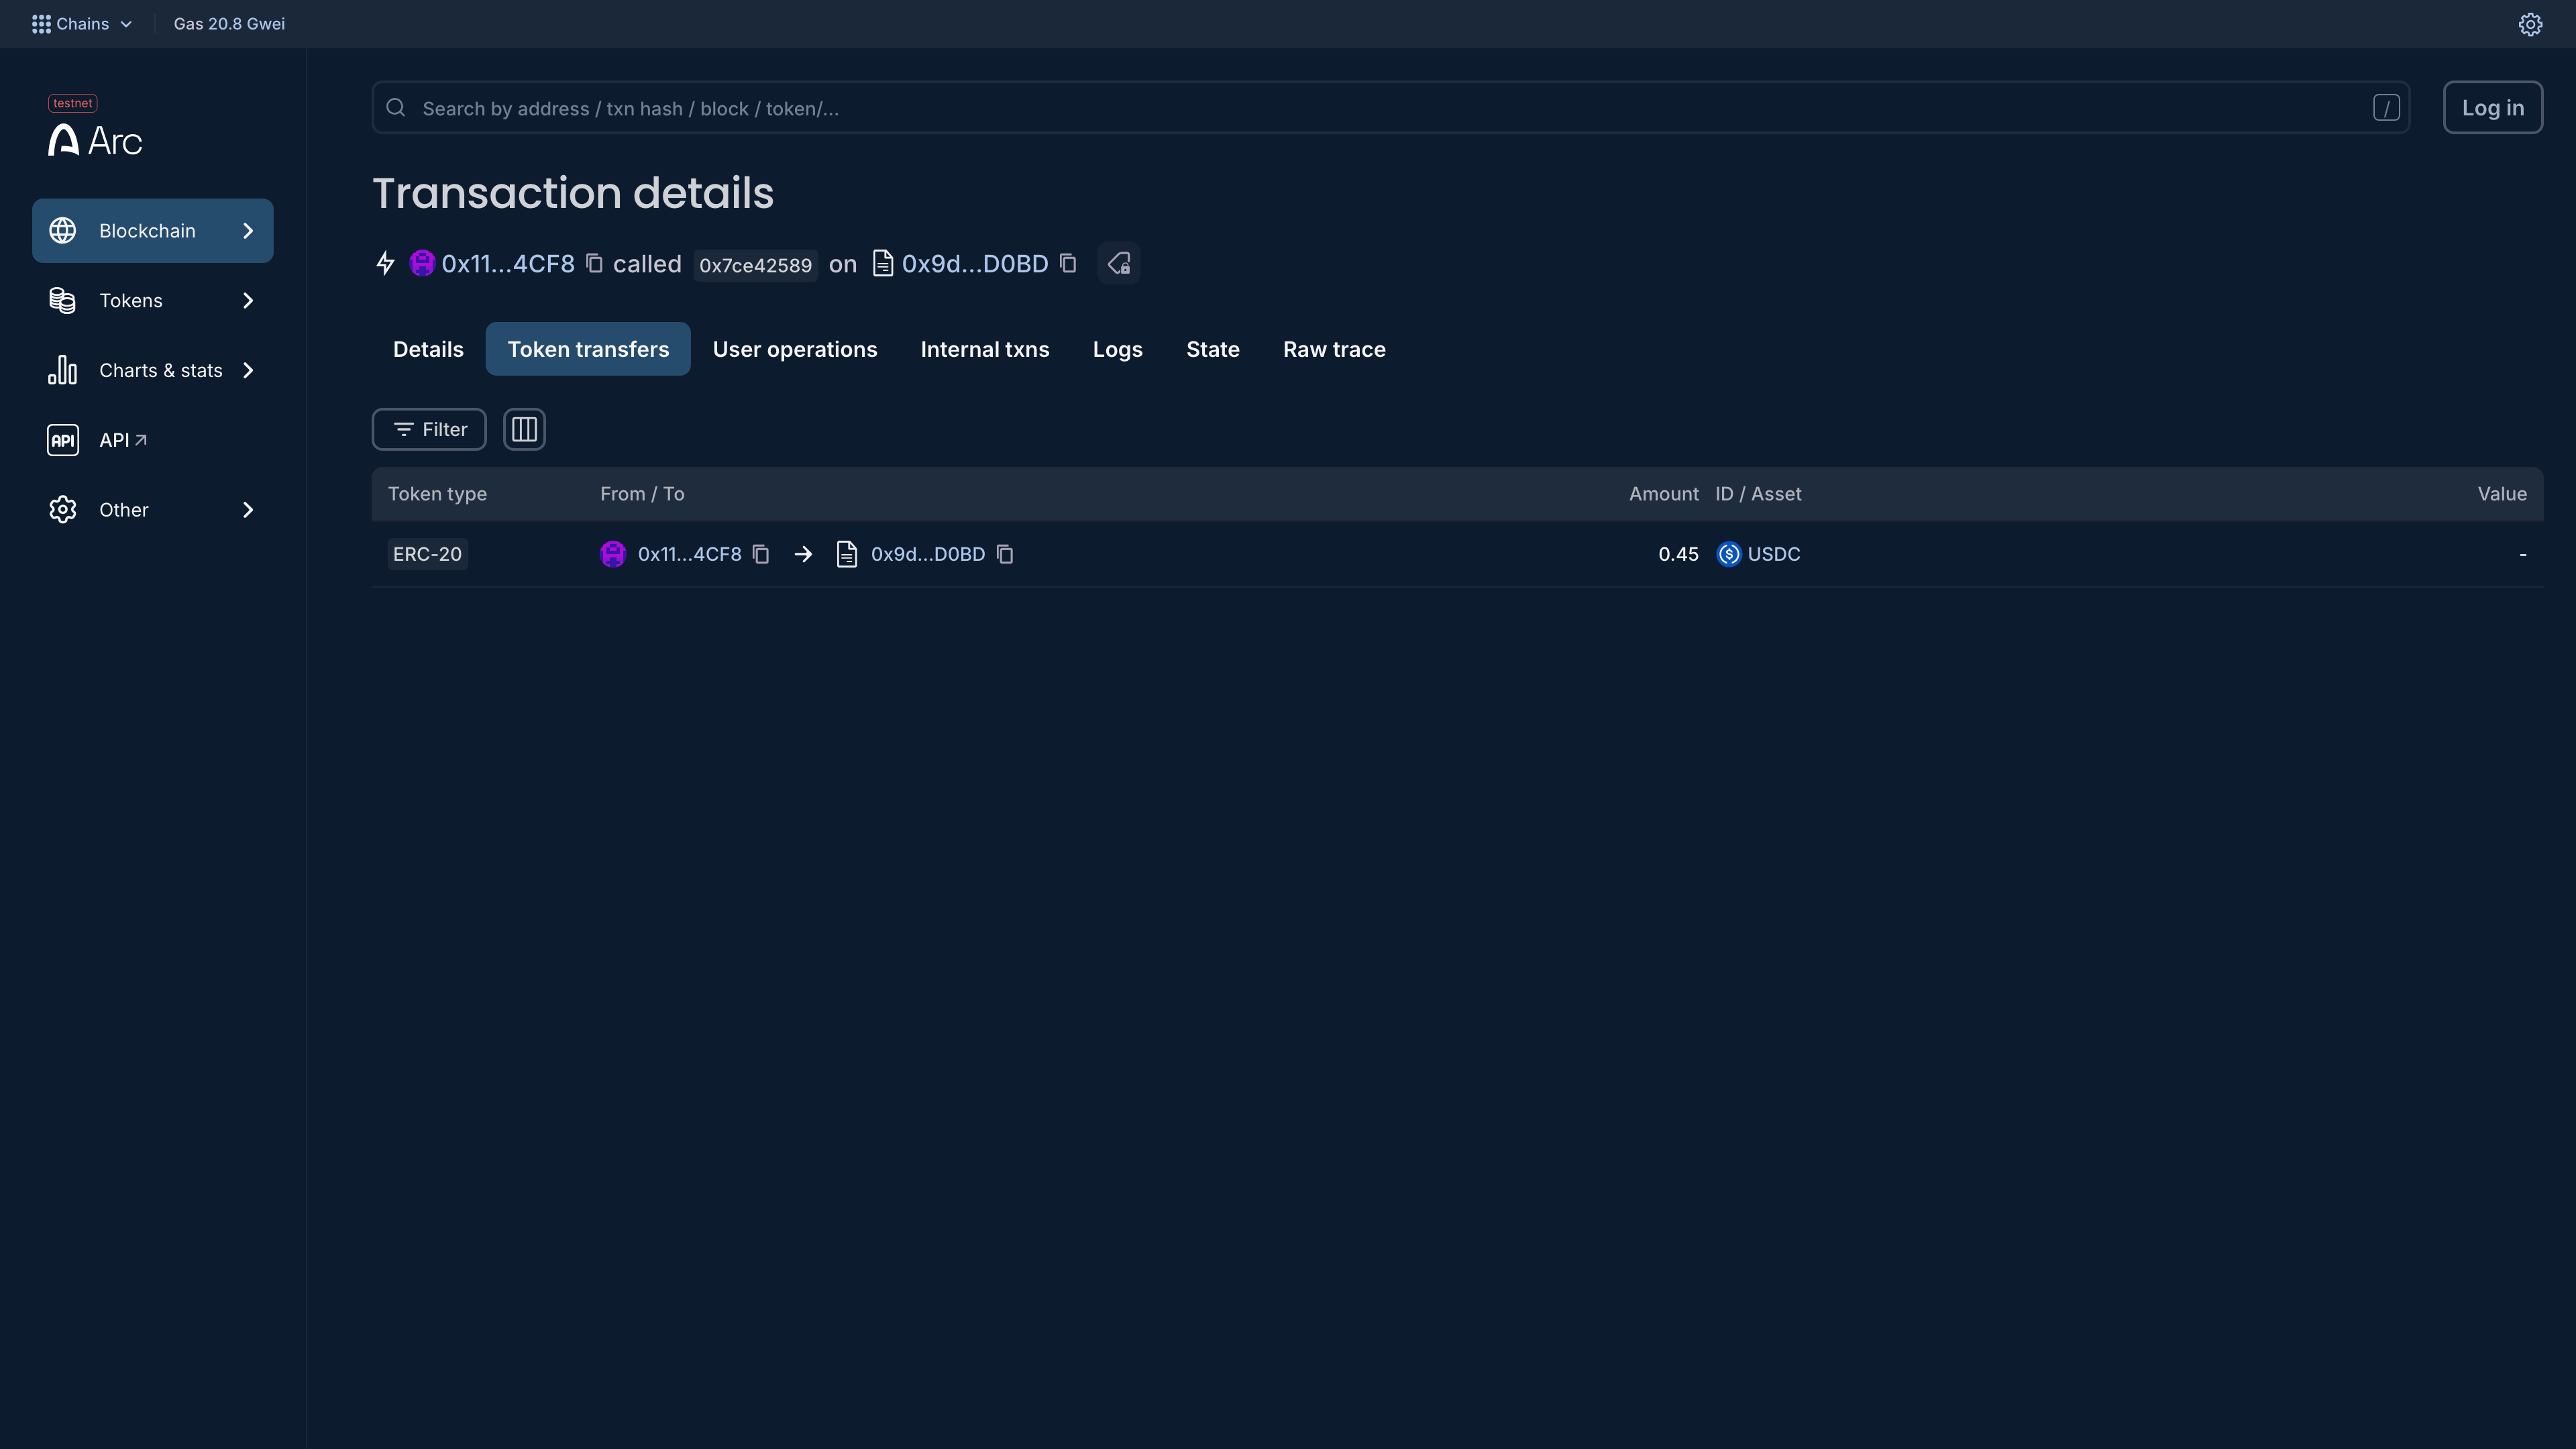 Chains Gas 20.8 Gwei
testnet
Arc
Search by address / txn hash / block / token/... /
Log in
Blockchain
Tokens
Charts & stats
API
API
Other
Transaction details
0x11...4CF8 called 0x7ce42589 on 0x9d...D0BD
Details Token transfers User operations Internal txns Logs State Raw trace
Filter
Token type From / To Amount ID / Asset Value
ERC-20 0x11...4CF8 → 0x9d...D0BD 0.45 USDC -